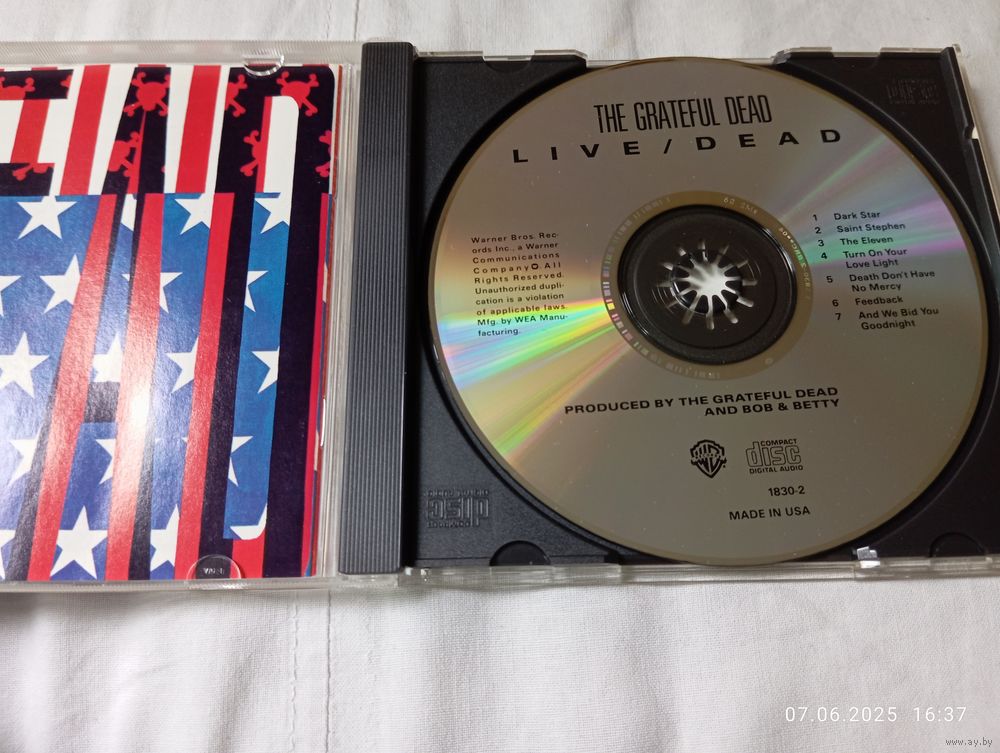 THE GRATEFUL DEAD
LIVE/DEAD
Warner Bros. Rec-
ords Inc., a Warner
Communications
Company. All
Rights Reserved.
Unauthorized dupli-
cation is a violation
of applicable laws.
Mfg. by WEA Manu-
facturing.
1 Dark Star
2 Saint Stephen
3 The Eleven
4 Turn On Your
Love Light
5 Death Don't Have
No Mercy
6 Feedback
7 And We Bid You
Goodnight
PRODUCED BY THE GRATEFUL DEAD
AND BOB & BETTY
COMPACT
disc
DIGITAL AUDIO
1830-2
MADE IN USA
07.06.2025 16:37
www.ay.by